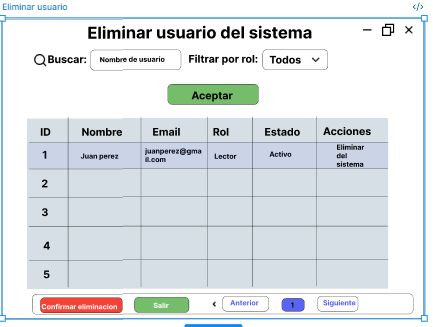 Eliminar usuario
</>
Eliminar usuario del sistema
Buscar: Nombre de usuario Filtrar por rol: Todos
Aceptar
ID Nombre Email Rol Estado Acciones
1 Juan perez juanperez@gma Lector Activo Eliminar
il.com del
sistema
2
3
4
5
Confirmar eliminacion Salir < Anterior 1 Siguiente